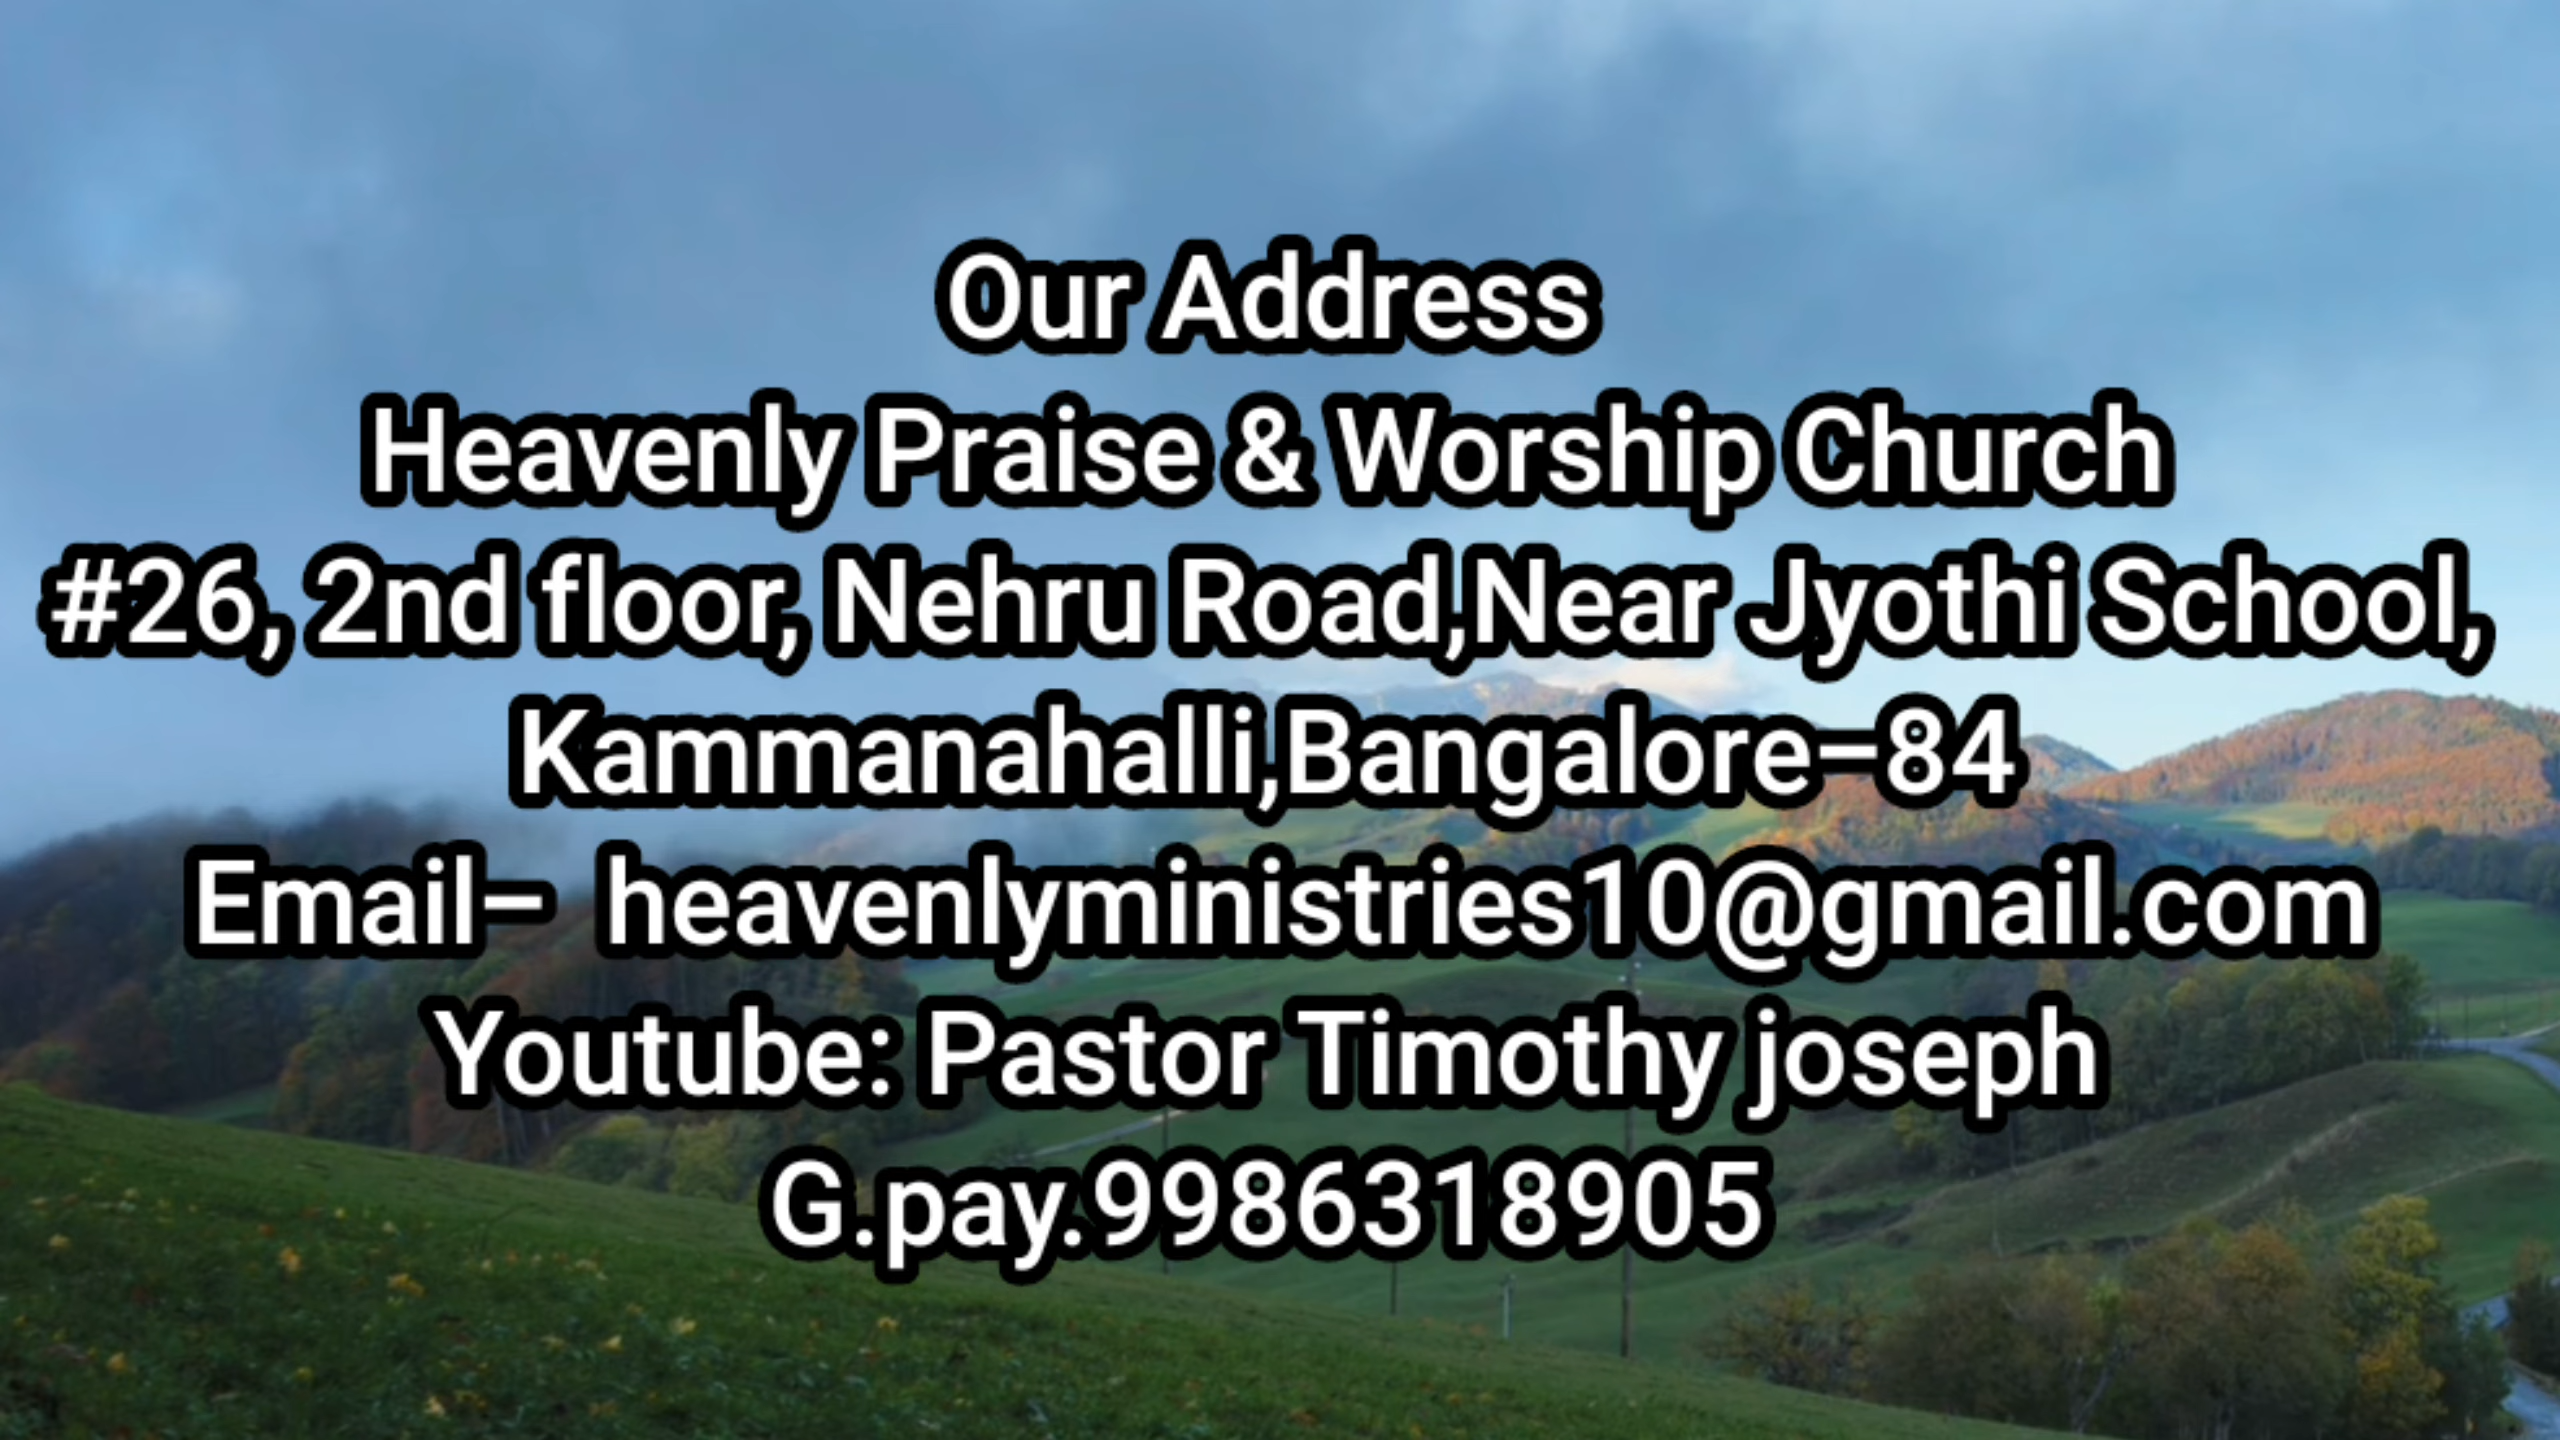 Our Address
Heavenly Praise & Worship Church
#26, 2nd floor, Nehru Road,Near Jyothi School,
Kammanahalli,Bangalore–84
Email–  heavenlyministries10@gmail.com
Youtube: Pastor Timothy joseph
G.pay.9986318905